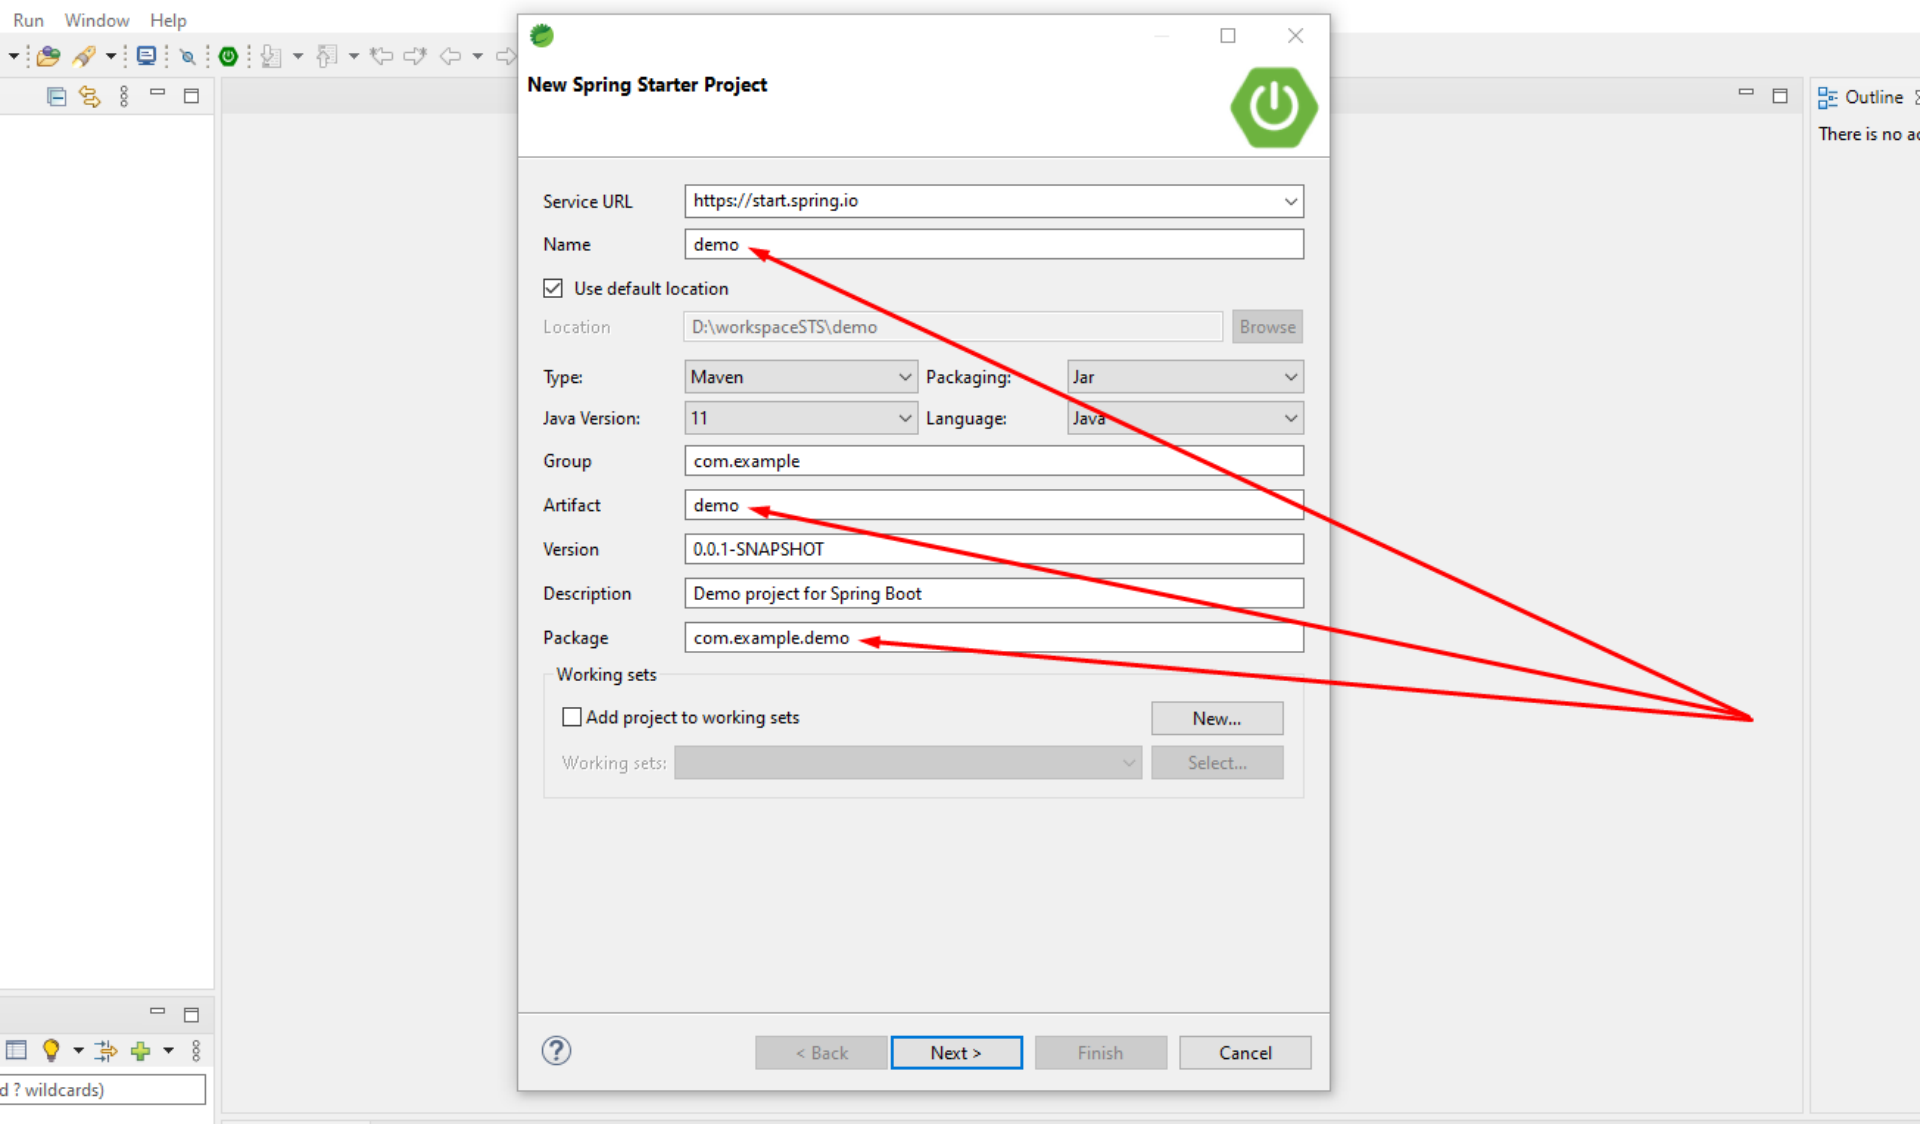 Run Window Help
Outline
There is no
New Spring Starter Project
Service URL https://start.spring.io
Name demo
Use default location
Location D:\workspaceSTS\demo Browse
Type: Maven Packaging: Jar
Java Version: 11 Language: Java
Group com.example
Artifact demo
Version 0.0.1-SNAPSHOT
Description Demo project for Spring Boot
Package com.example.demo
Working sets
Add project to working sets New...
Working sets: Select...
? < Back Next > Finish Cancel
? wildcards)